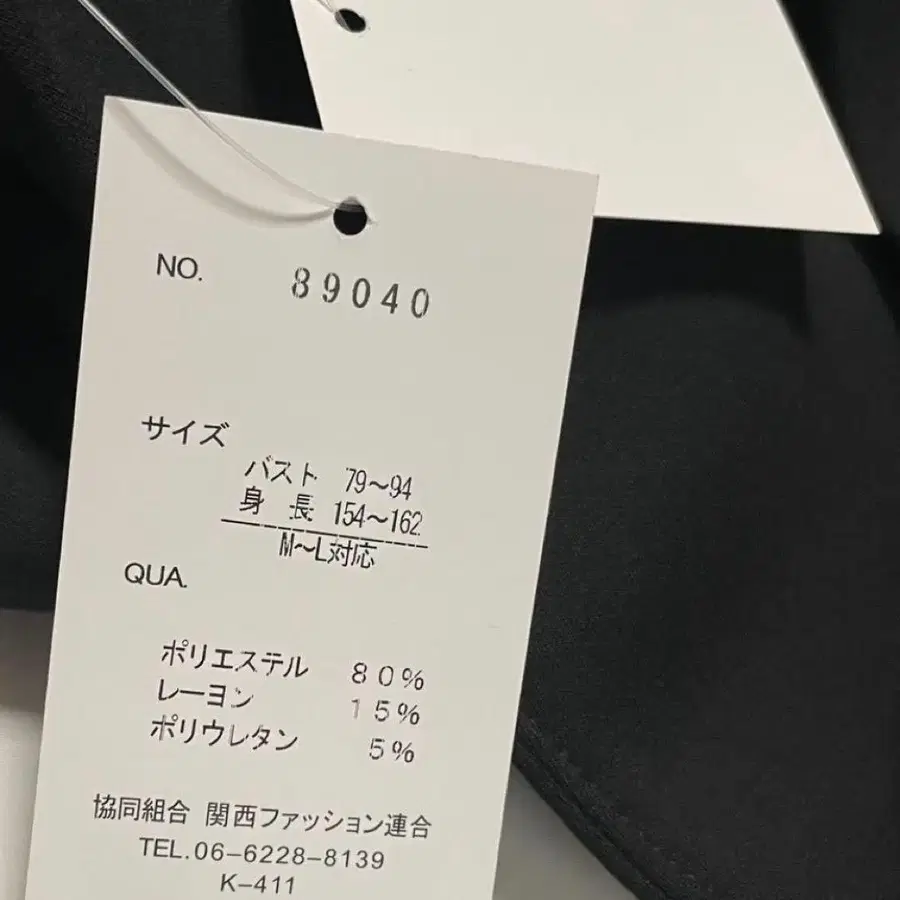 NO. 89040
サイズ
バスト 79〜94
身 長 154〜162
M〜L対応
QUA.
ポリエステル 80%
レーヨン 15%
ポリウレタン 5%
協同組合 関西ファッション連合
TEL.06-6228-8139
K-411